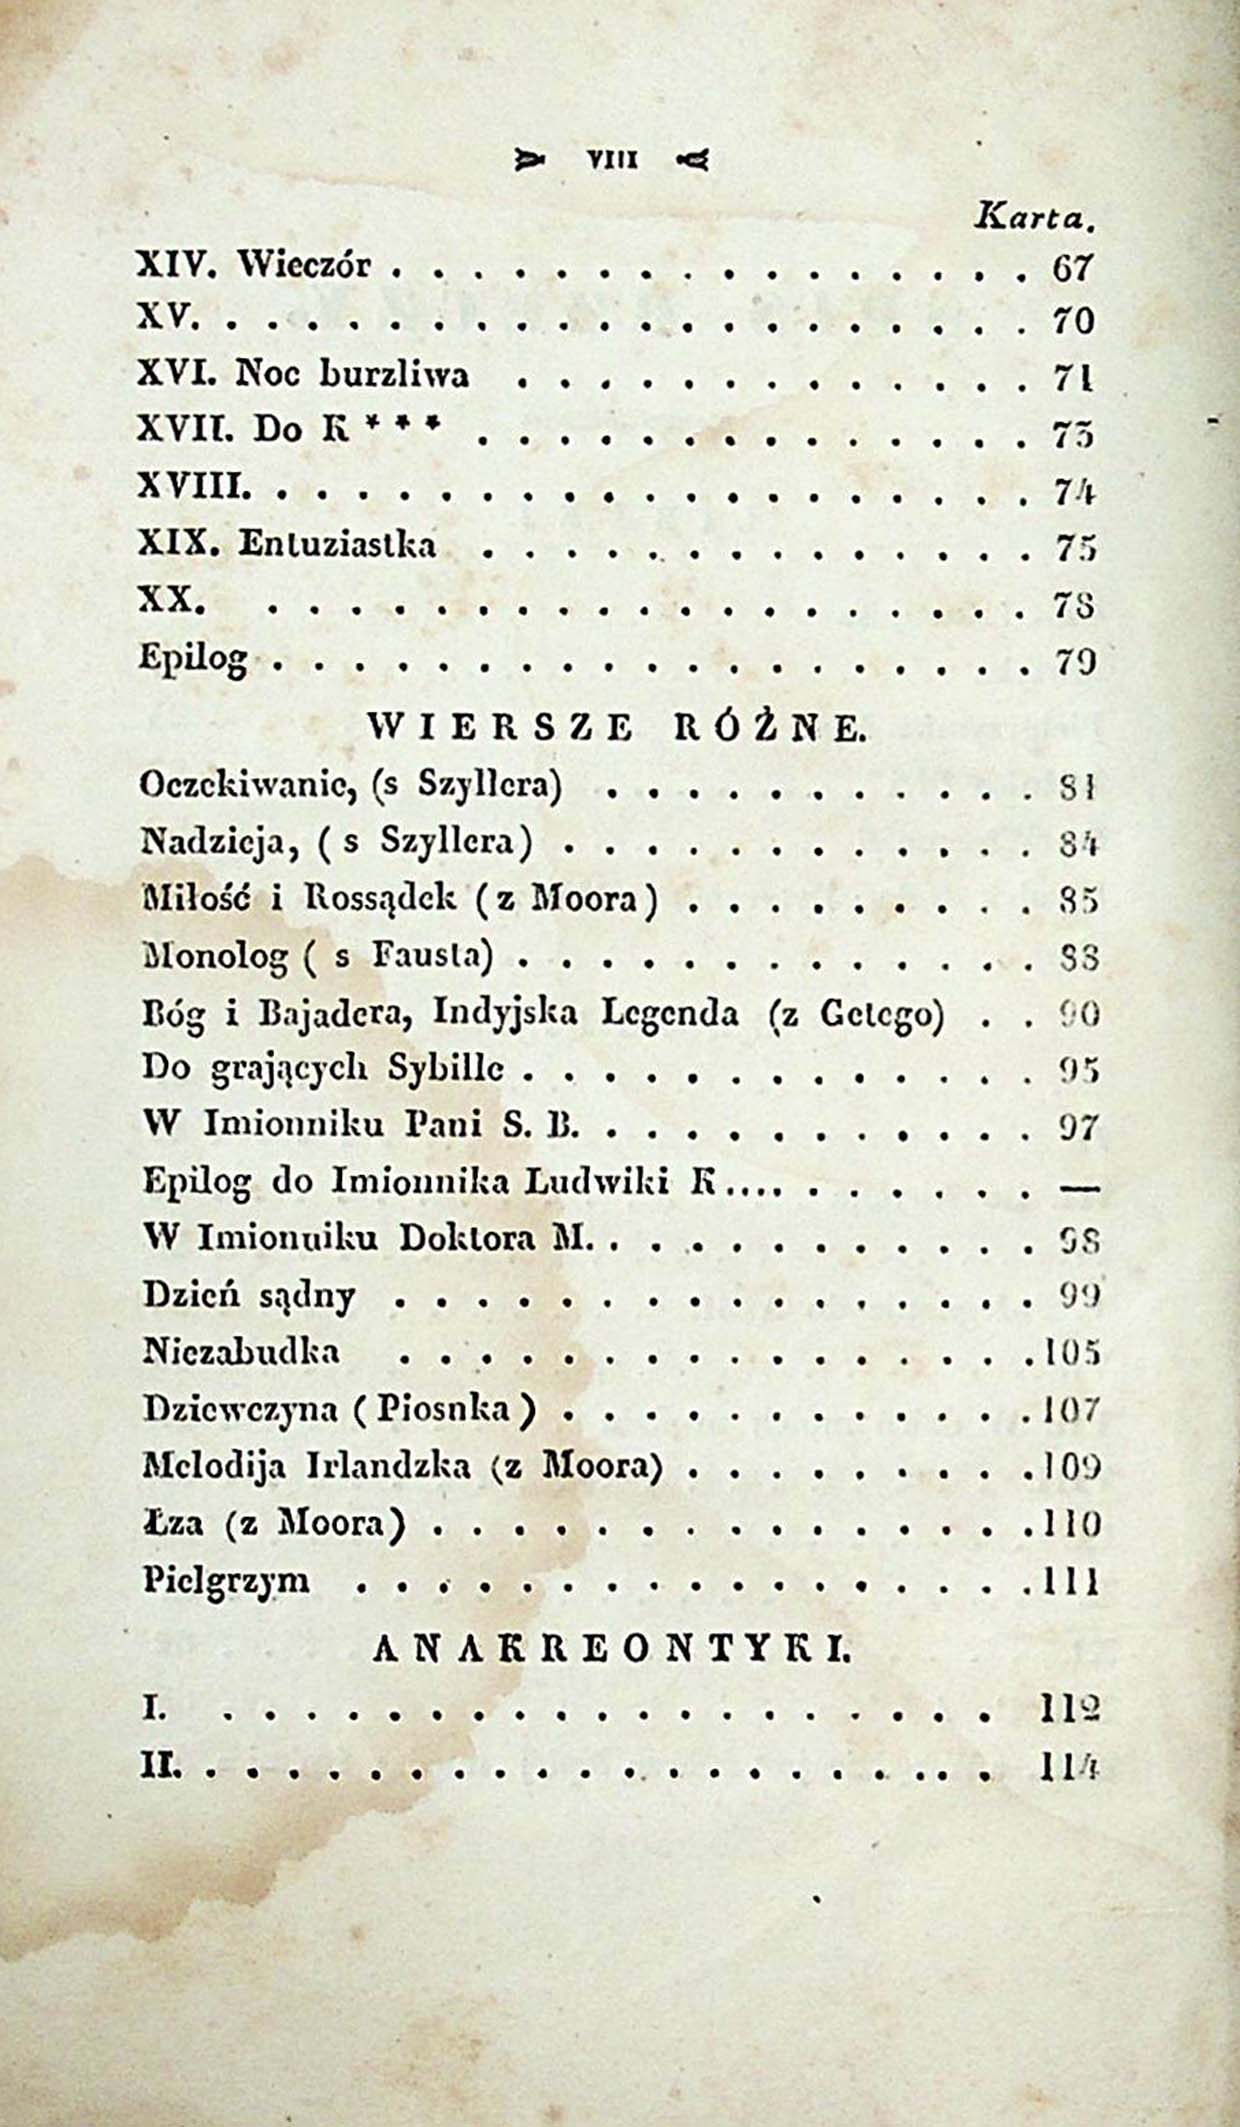 VIII
Karta.
XIV. Wieczór . . . . . . . . . . . . . . . . 67
XV. . . . . . . . . . . . . . . . . . . . . 70
XVI. Noc burzliwa . . . . . . . . . . . . . 71
XVII. Do K * * * . . . . . . . . . . . . . . 73
XVIII. . . . . . . . . . . . . . . . . . . . 74
XIX. Entuziastka . . . . . . . . . . . . . . 75
XX. . . . . . . . . . . . . . . . . . . . 78
Epilog . . . . . . . . . . . . . . . . . . . 79
WIERSZE RÓŻNE.
Oczekiwanie, (s Szyllera) . . . . . . . . . . . 81
Nadzieja, ( s Szyllera) . . . . . . . . . . . . 84
Miłość i Rossądek (z Moora) . . . . . . . . . 85
Monolog ( s Fausta) . . . . . . . . . . . . . 88
Bóg i Bajadera, Indyjska Legenda (z Getego) . . 90
Do grających Sybille . . . . . . . . . . . . . 95
W Imionniku Pani S. B. . . . . . . . . . . . 97
Epilog do Imionnika Ludwiki K.... . . . . . . —
W Imionniku Doktora M. . . . . . . . . . . . 98
Dzień sądny . . . . . . . . . . . . . . . . 99
Niezabudka . . . . . . . . . . . . . . . . 105
Dziewczyna ( Piosnka ) . . . . . . . . . . . . 107
Melodija Irlandzka (z Moora) . . . . . . . . . 109
Łza (z Moora) . . . . . . . . . . . . . . . 110
Pielgrzym . . . . . . . . . . . . . . . . . 111
ANAKREONTYKI.
I. . . . . . . . . . . . . . . . . . . . 112
II. . . . . . . . . . . . . . . . . . . . . 114